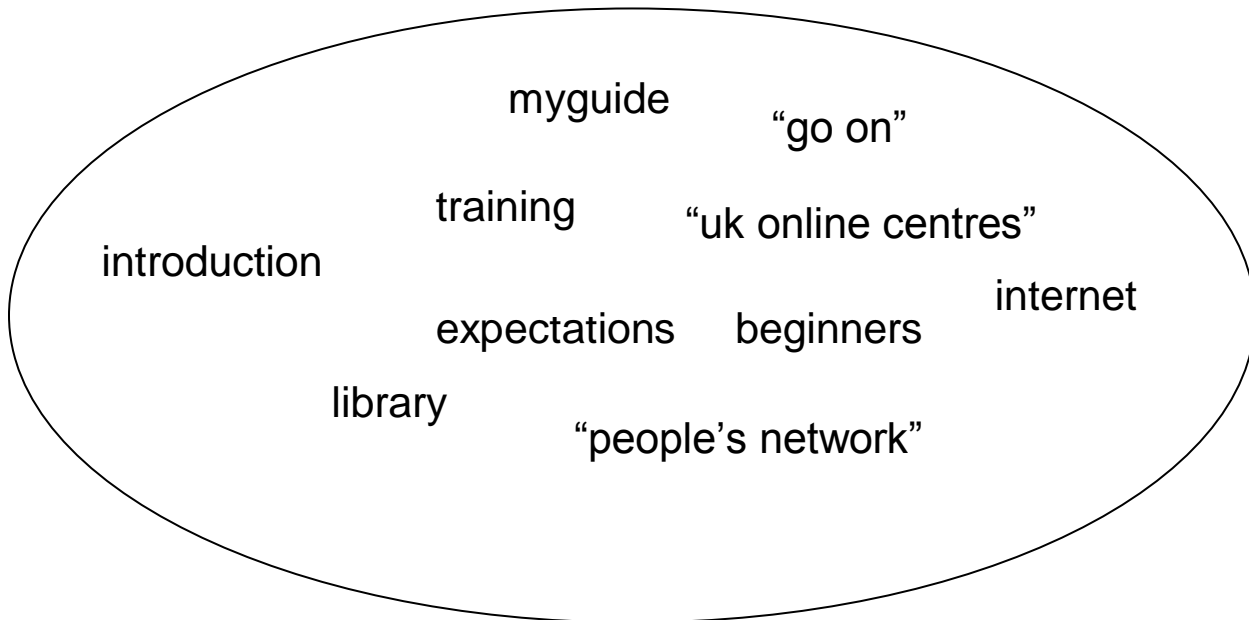 myguide
“go on”
training
“uk online centres”
introduction
internet
expectations
beginners
library
“people’s network”